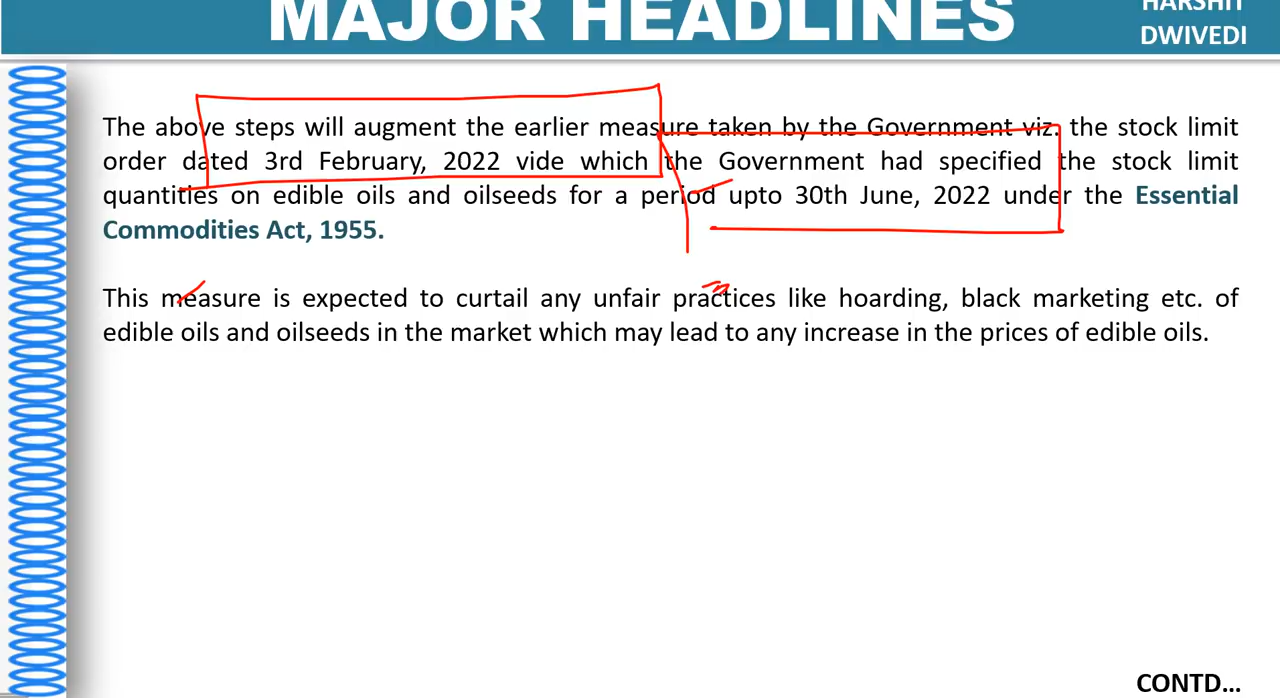 MAJOR HEADLINES
HARSHIT
DWIVEDI
The above steps will augment the earlier measure taken by the Government viz. the stock limit
order dated 3rd February, 2022 vide which the Government had specified the stock limit
quantities on edible oils and oilseeds for a period upto 30th June, 2022 under the Essential
Commodities Act, 1955.
This measure is expected to curtail any unfair practices like hoarding, black marketing etc. of
edible oils and oilseeds in the market which may lead to any increase in the prices of edible oils.
CONTD...